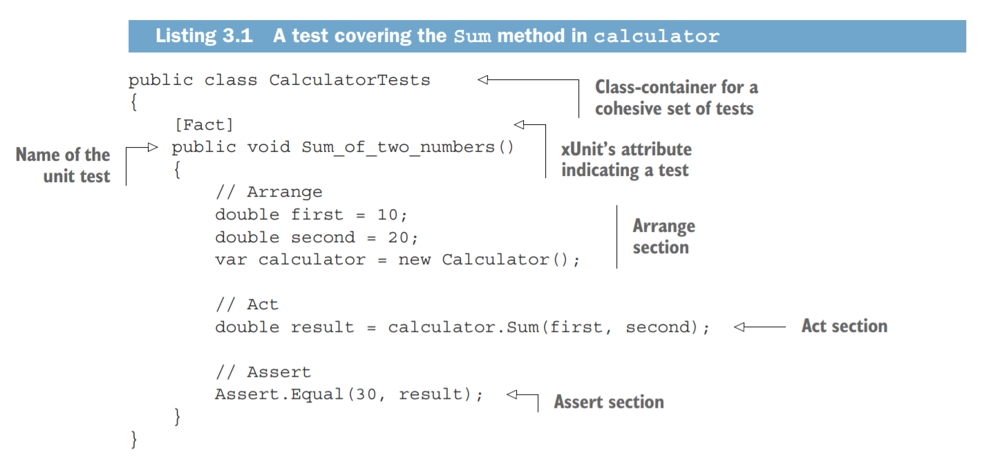 Listing 3.1 A test covering the Sum method in calculator
public class CalculatorTests
Class-container for a
cohesive set of tests
{
[Fact]
xUnit's attribute
indicating a test
Name of the
unit test
public void Sum_of_two_numbers()
{
// Arrange
double first = 10;
double second = 20;
var calculator = new Calculator();
Arrange
section
// Act
double result = calculator.Sum(first, second);
Act section
// Assert
Assert.Equal(30, result);
Assert section
}
}